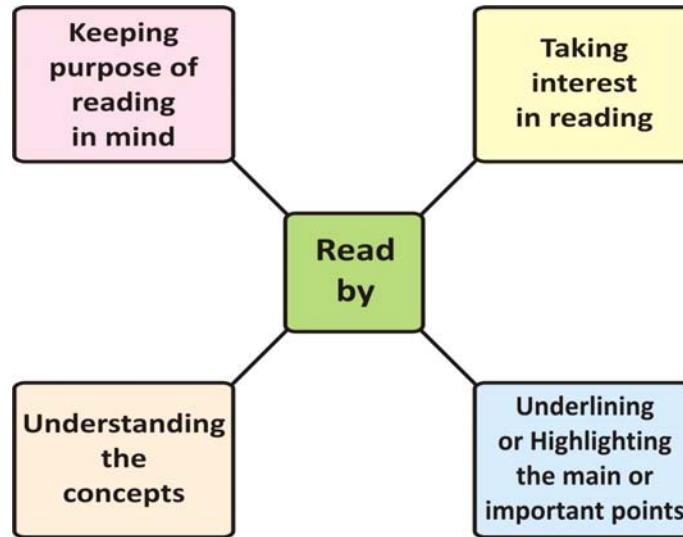 Keeping
purpose of
reading
in mind
Taking
interest
in reading
Read
by
Understanding
the
concepts
Underlining
or Highlighting
the main or
important points